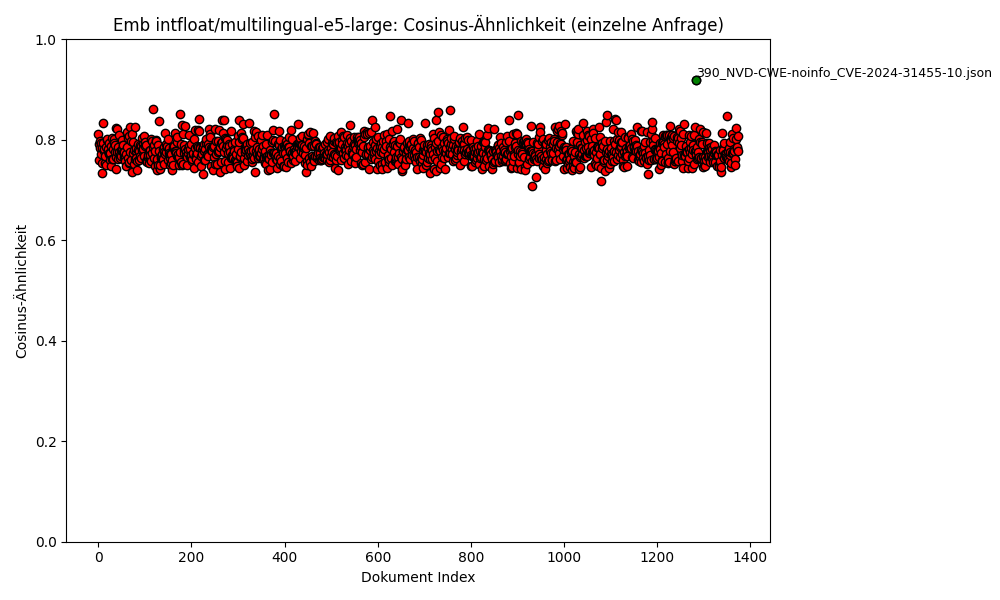 Emb intfloat/multilingual-e5-large: Cosinus-Ähnlichkeit (einzelne Anfrage)
1.0
390_NVD-CWE-noinfo_CVE-2024-31455-10.json
0.8
0.6
0.4
0.2
0.0
Cosinus-Ähnlichkeit
0 200 400 600 800 1000 1200 1400
Dokument Index